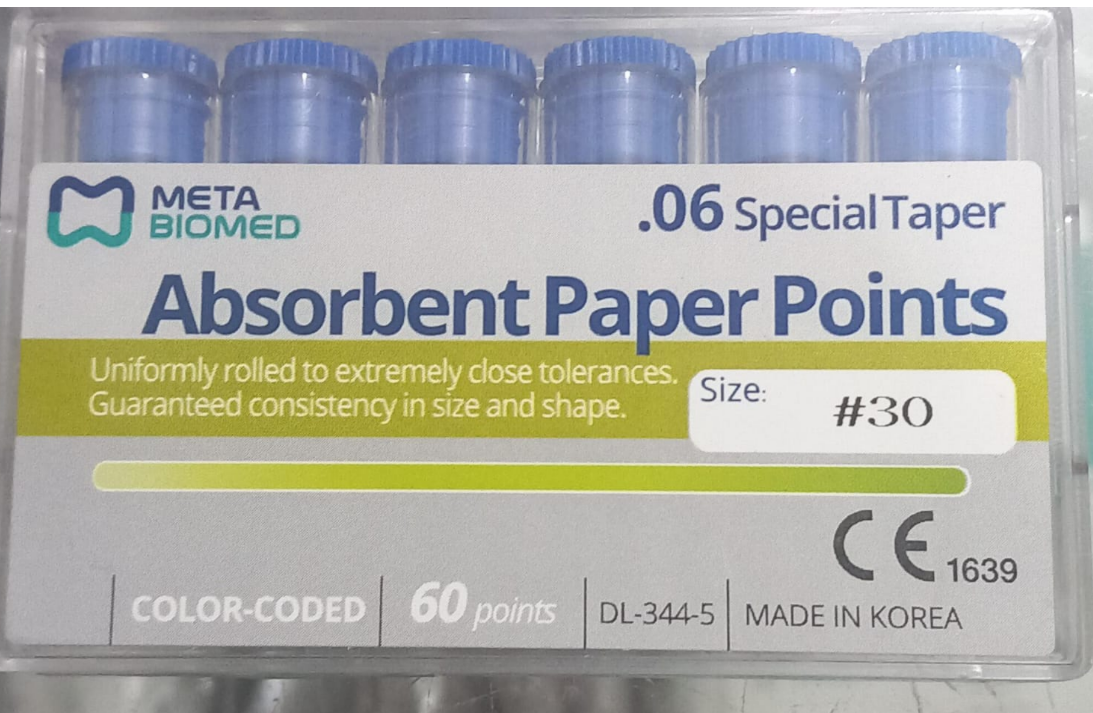 META
BIOMED
.06 Special Taper
Absorbent Paper Points
Uniformly rolled to extremely close tolerances.
Guaranteed consistency in size and shape.
Size: #30
CE 1639
COLOR-CODED 60 points DL-344-5 MADE IN KOREA